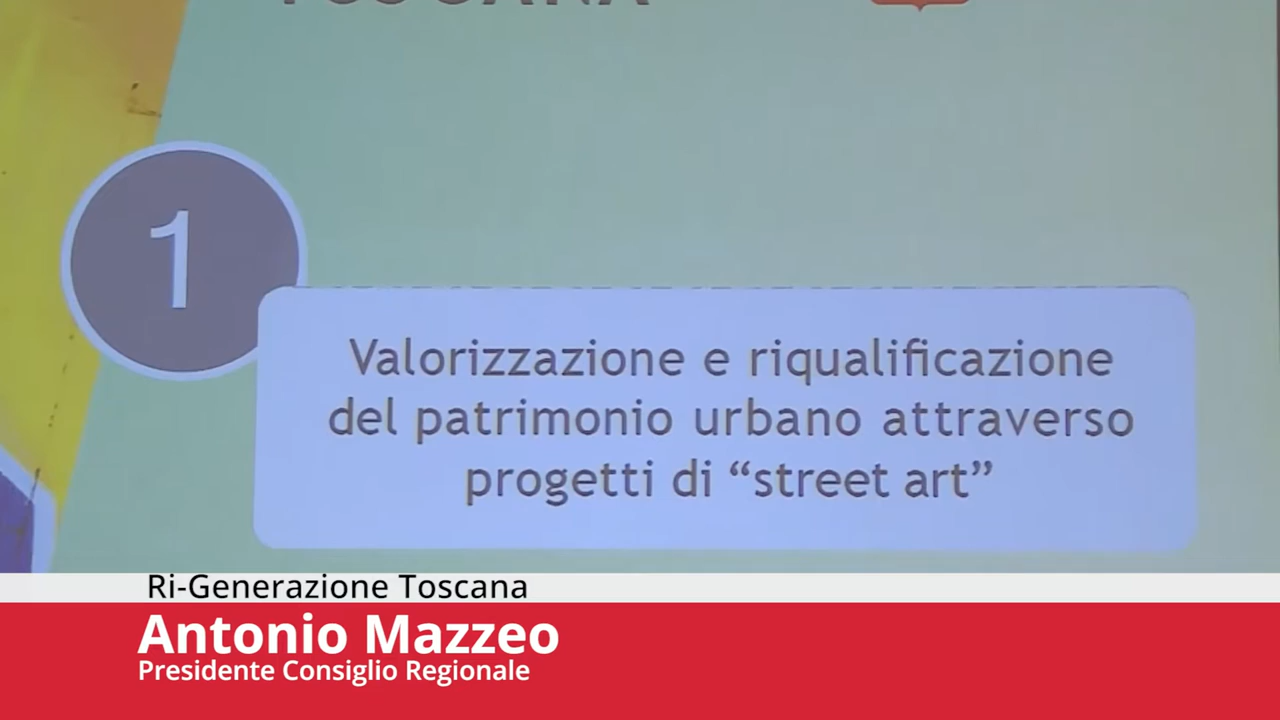 TOSCANA
1
Valorizzazione e riqualificazione
del patrimonio urbano attraverso
progetti di “street art”
Ri-Generazione Toscana
Antonio Mazzeo
Presidente Consiglio Regionale